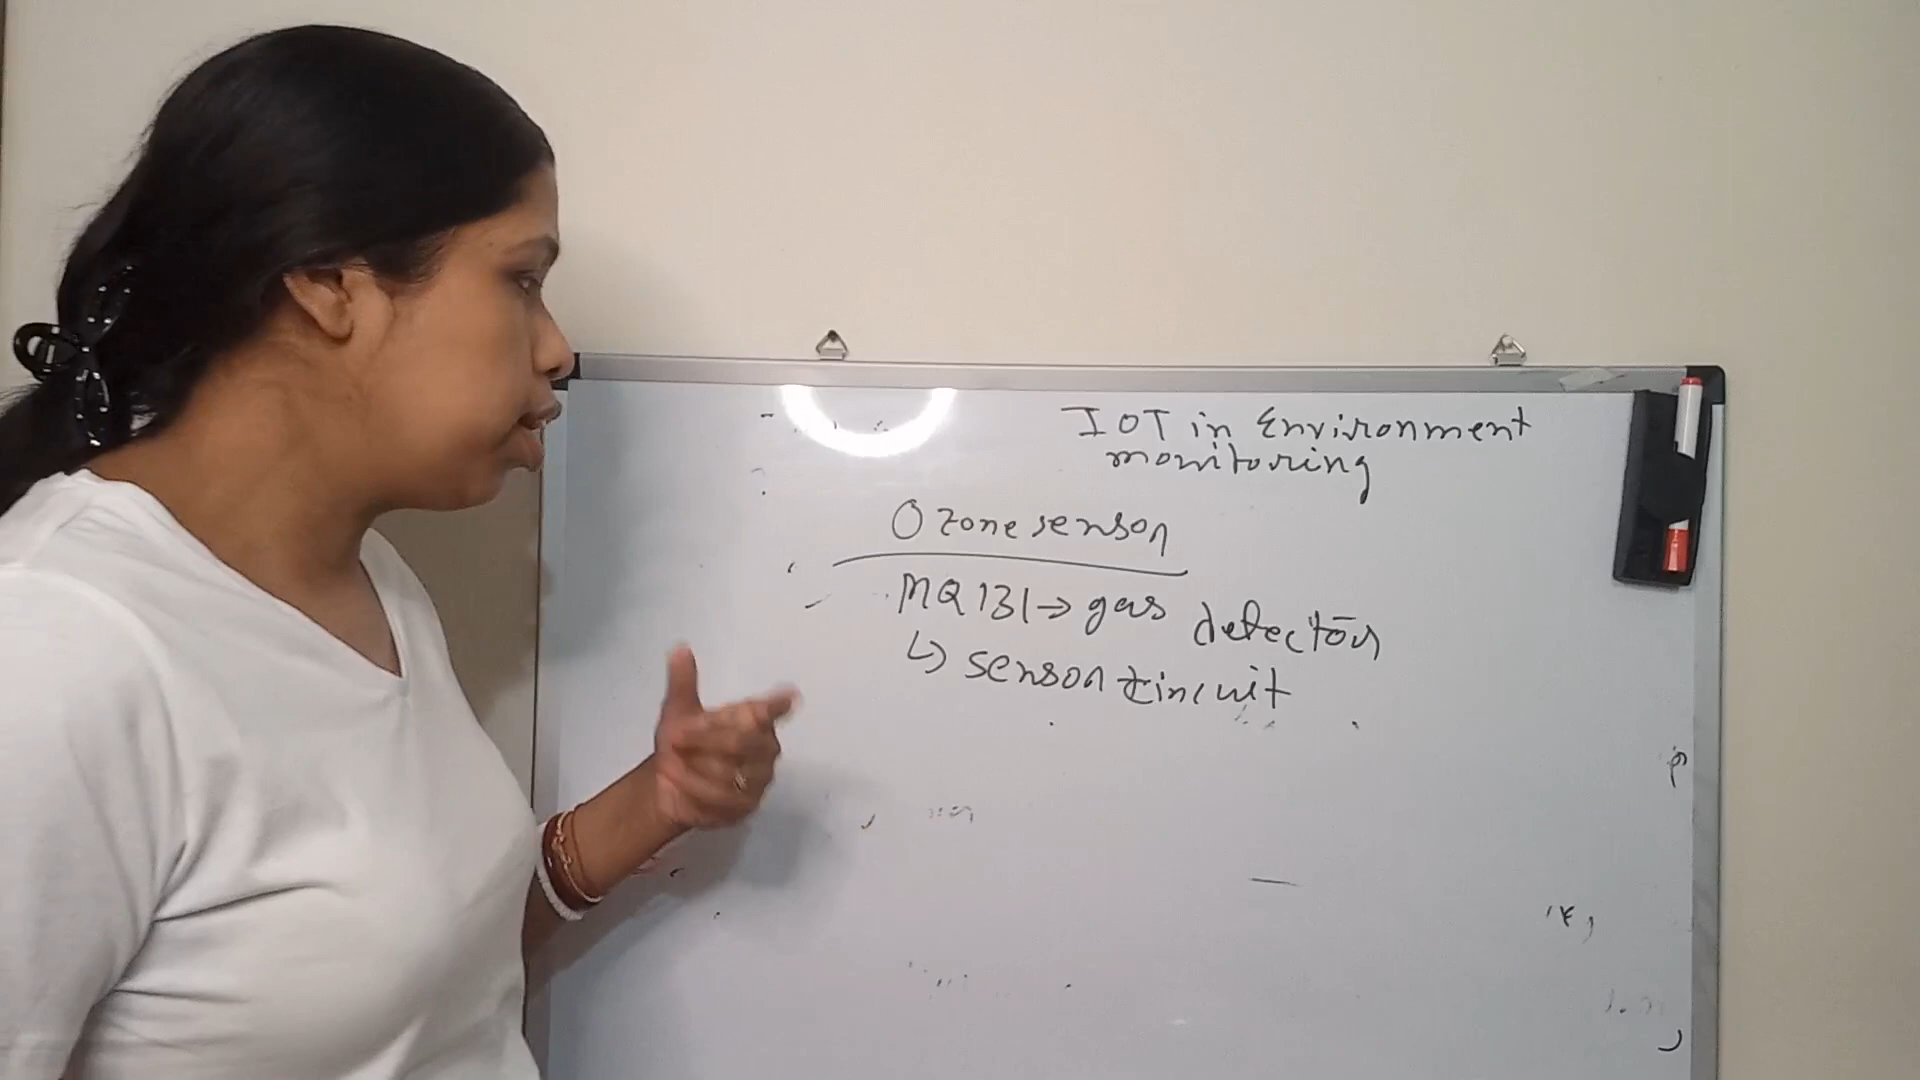 IOT in Environment
monitoring
Ozone sensor
MQ131→ gas detector
↳ sensor circuit